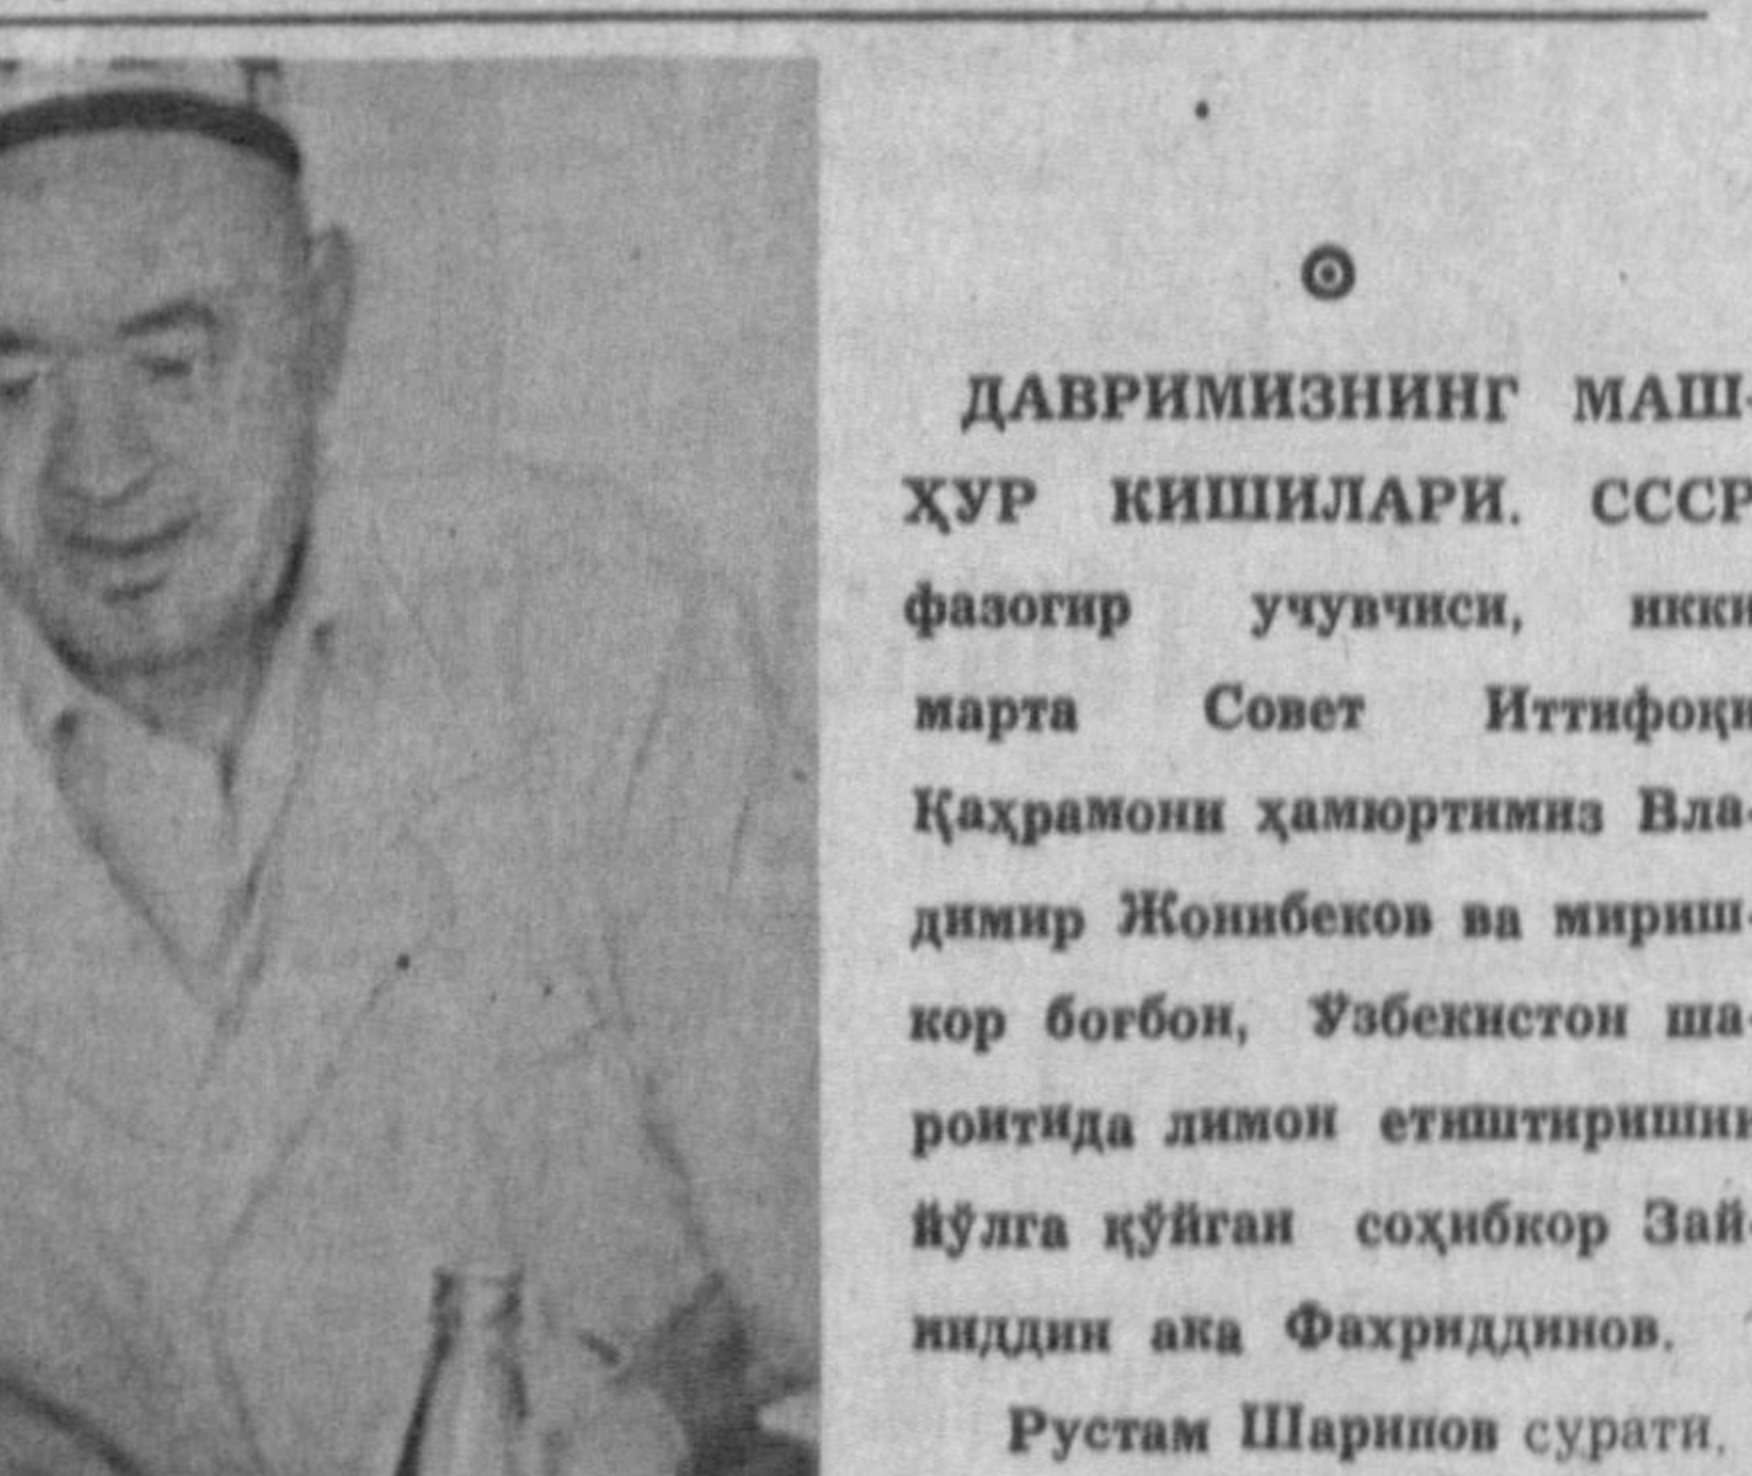 ДАВРИМИЗНИНГ МАШ-
ҲУР КИШИЛАРИ. СССР
фазогир учувчиси, икки
марта Совет Иттифоқи
Қаҳрамони ҳамюртимиз Вла-
димир Жонибеков ва мириш-
кор боғбон, Ўзбекистон ша-
роитида лимон етиштиришни
йўлга қўйган соҳибкор Зай-
ниддин ака Фахриддинов.
Рустам Шарипов сурати.